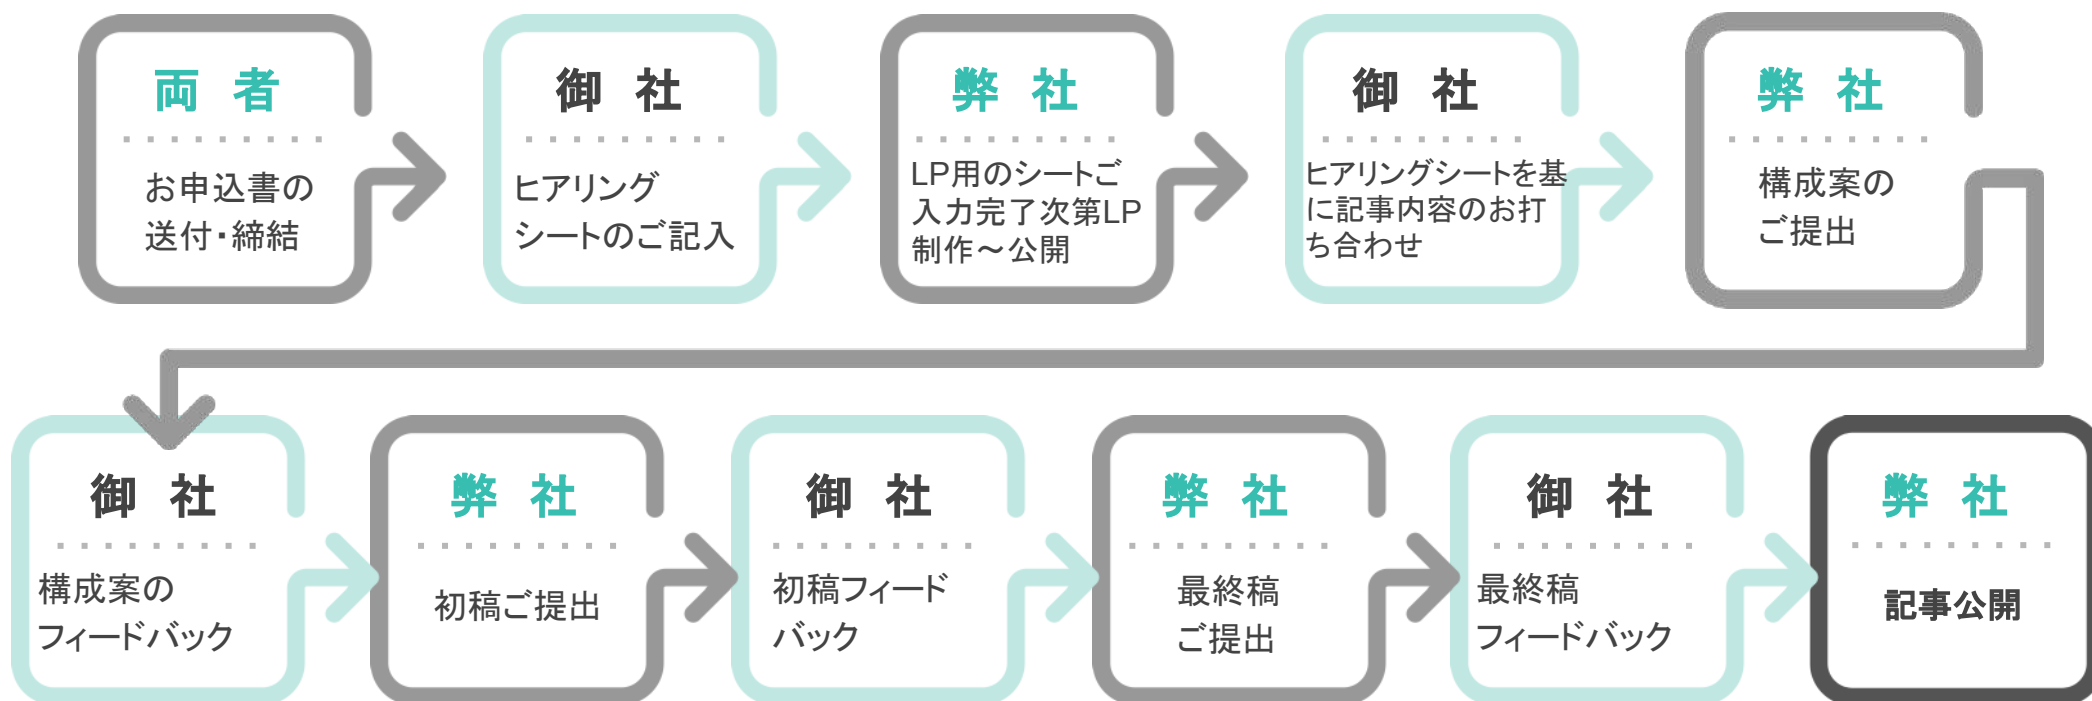 両 者
お申込書の
送付・締結
御 社
ヒアリング
シートのご記入
弊 社
LP用のシートご
入力完了次第LP
制作～公開
御 社
ヒアリングシートを基
に記事内容のお打
ち合わせ
弊 社
構成案の
ご提出
御 社
構成案の
フィードバック
弊 社
初稿ご提出
御 社
初稿フィード
バック
弊 社
最終稿
ご提出
御 社
最終稿
フィードバック
弊 社
記事公開